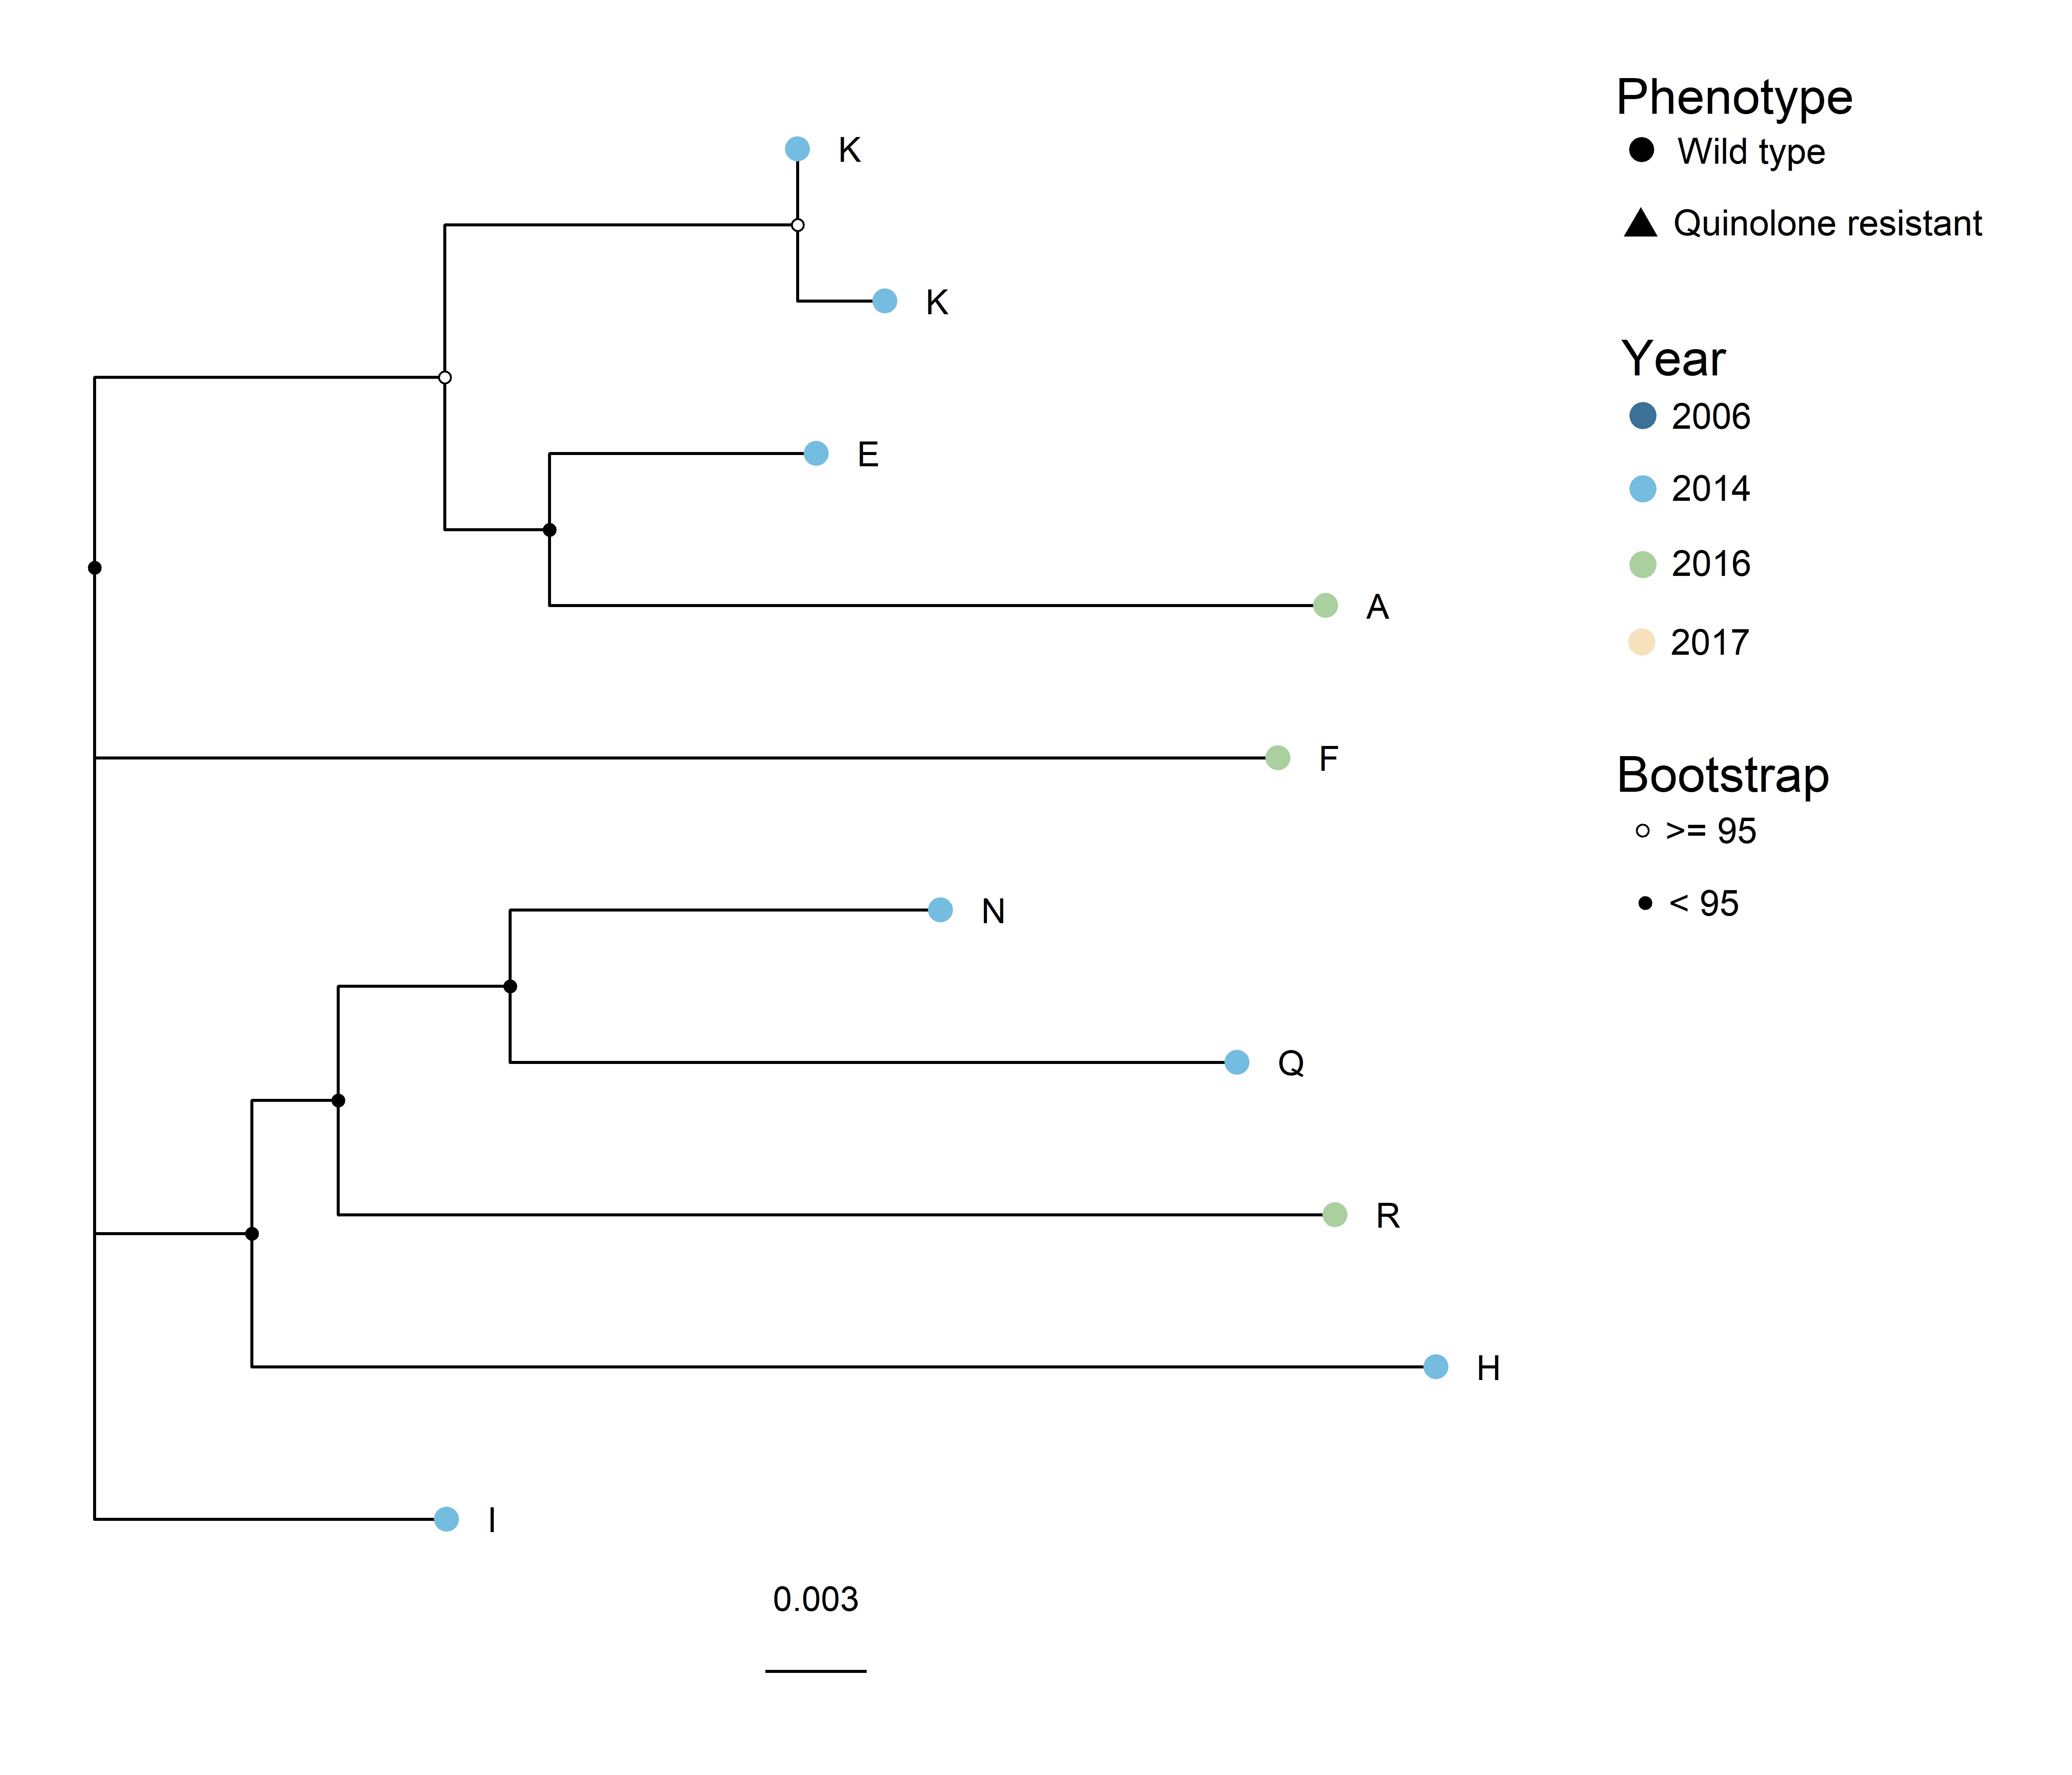 K
K
E
A
F
N
Q
R
H
I
0.003
Phenotype
Wild type
Quinolone resistant
Year
2006
2014
2016
2017
Bootstrap
>= 95
< 95